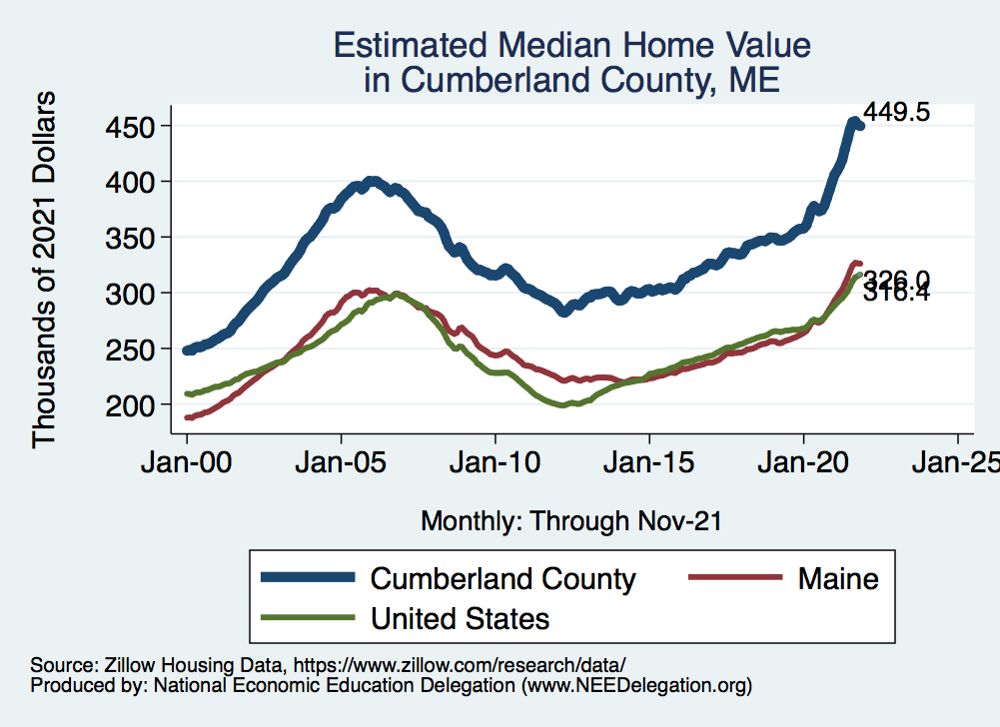 Estimated Median Home Value
in Cumberland County, ME
Thousands of 2021 Dollars
450
400
350
300
250
200
449.5
326.0
316.4
Jan-00 Jan-05 Jan-10 Jan-15 Jan-20 Jan-25
Monthly: Through Nov-21
Cumberland County Maine
United States
Source: Zillow Housing Data, https://www.zillow.com/research/data/
Produced by: National Economic Education Delegation (www.NEEDelegation.org)